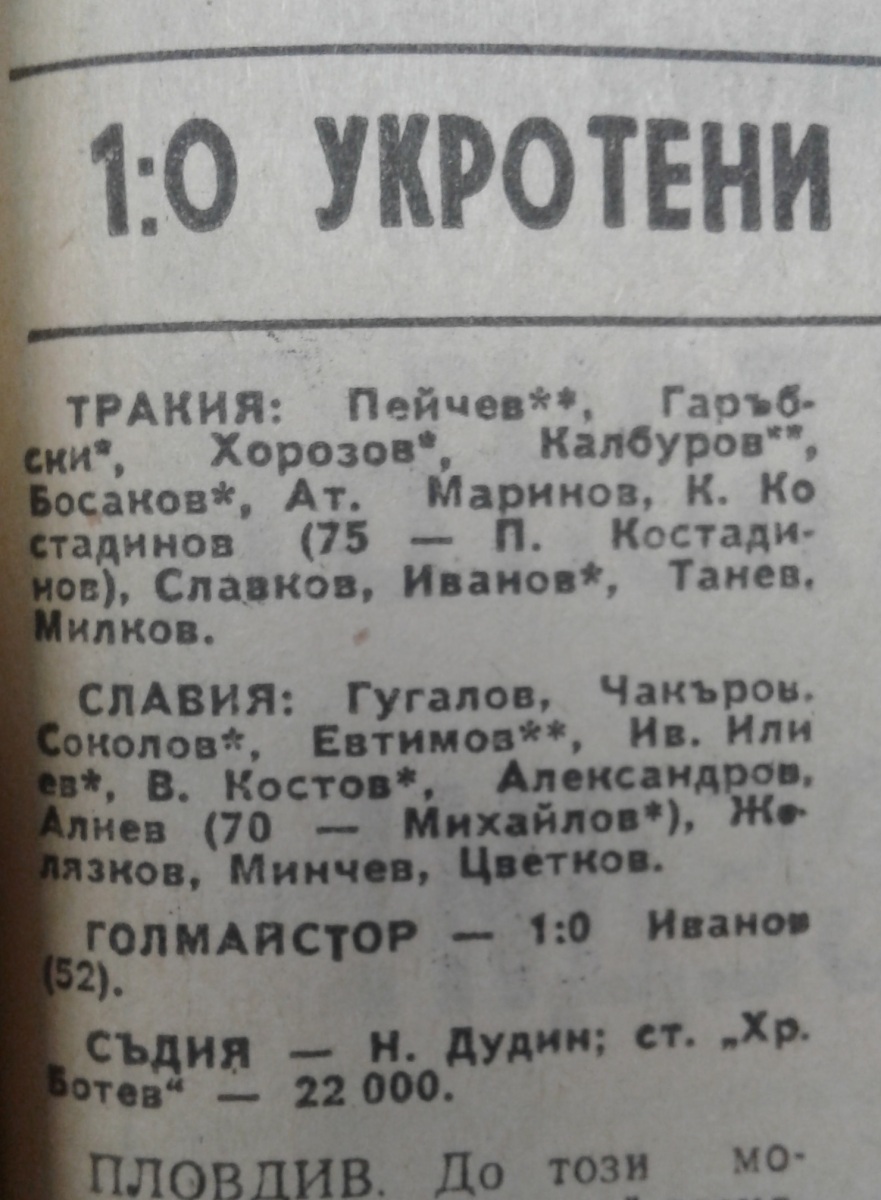 1:0 УКРОТЕНИ
ТРАКИЯ: Пейчев**, Гаръб-
ски*, Хорозов*, Калбуров**,
Босаков*, Ат. Маринов, К. Ко
стадинов (75 — П. Костади-
нов), Славков, Иванов*, Танев.
Милков.
СЛАВИЯ: Гугалов, Чакъров.
Соколов*, Евтимов**, Ив. Или
ев*, В. Костов*, Александров,
Алиев (70 — Михайлов*), Же-
лязков, Минчев, Цветков.
ГОЛМАЙСТОР — 1:0 Иванов
(52).
СЪДИЯ — Н. Дудин; ст. „Хр.
Ботев“ — 22 000.
ПЛОВДИВ. До този мо-